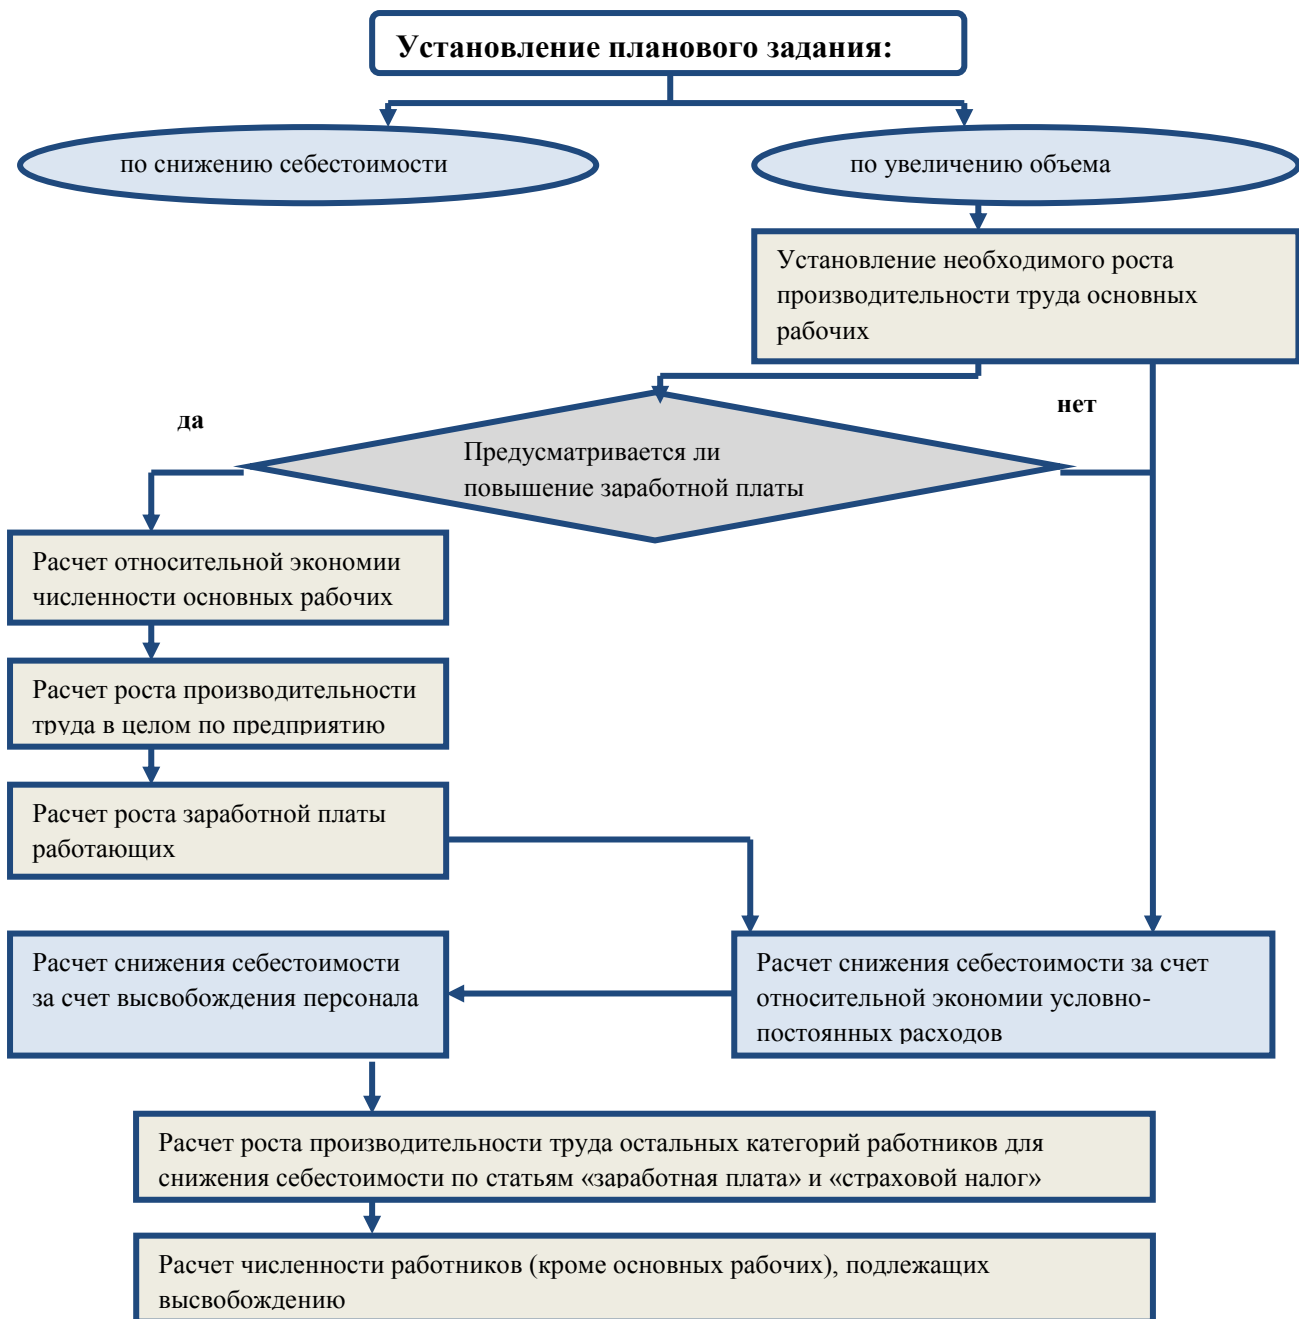 Установление планового задания:
по снижению себестоимости
по увеличению объема
Установление необходимого роста
производительности труда основных
рабочих
да
нет
Предусматривается ли
повышение заработной платы
Расчет относительной экономии
численности основных рабочих
Расчет роста производительности
труда в целом по предприятию
Расчет роста заработной платы
работающих
Расчет снижения себестоимости
за счет высвобождения персонала
Расчет снижения себестоимости за счет
относительной экономии условно-
постоянных расходов
Расчет роста производительности труда остальных категорий работников для
снижения себестоимости по статьям «заработная плата» и «страховой налог»
Расчет численности работников (кроме основных рабочих), подлежащих
высвобождению